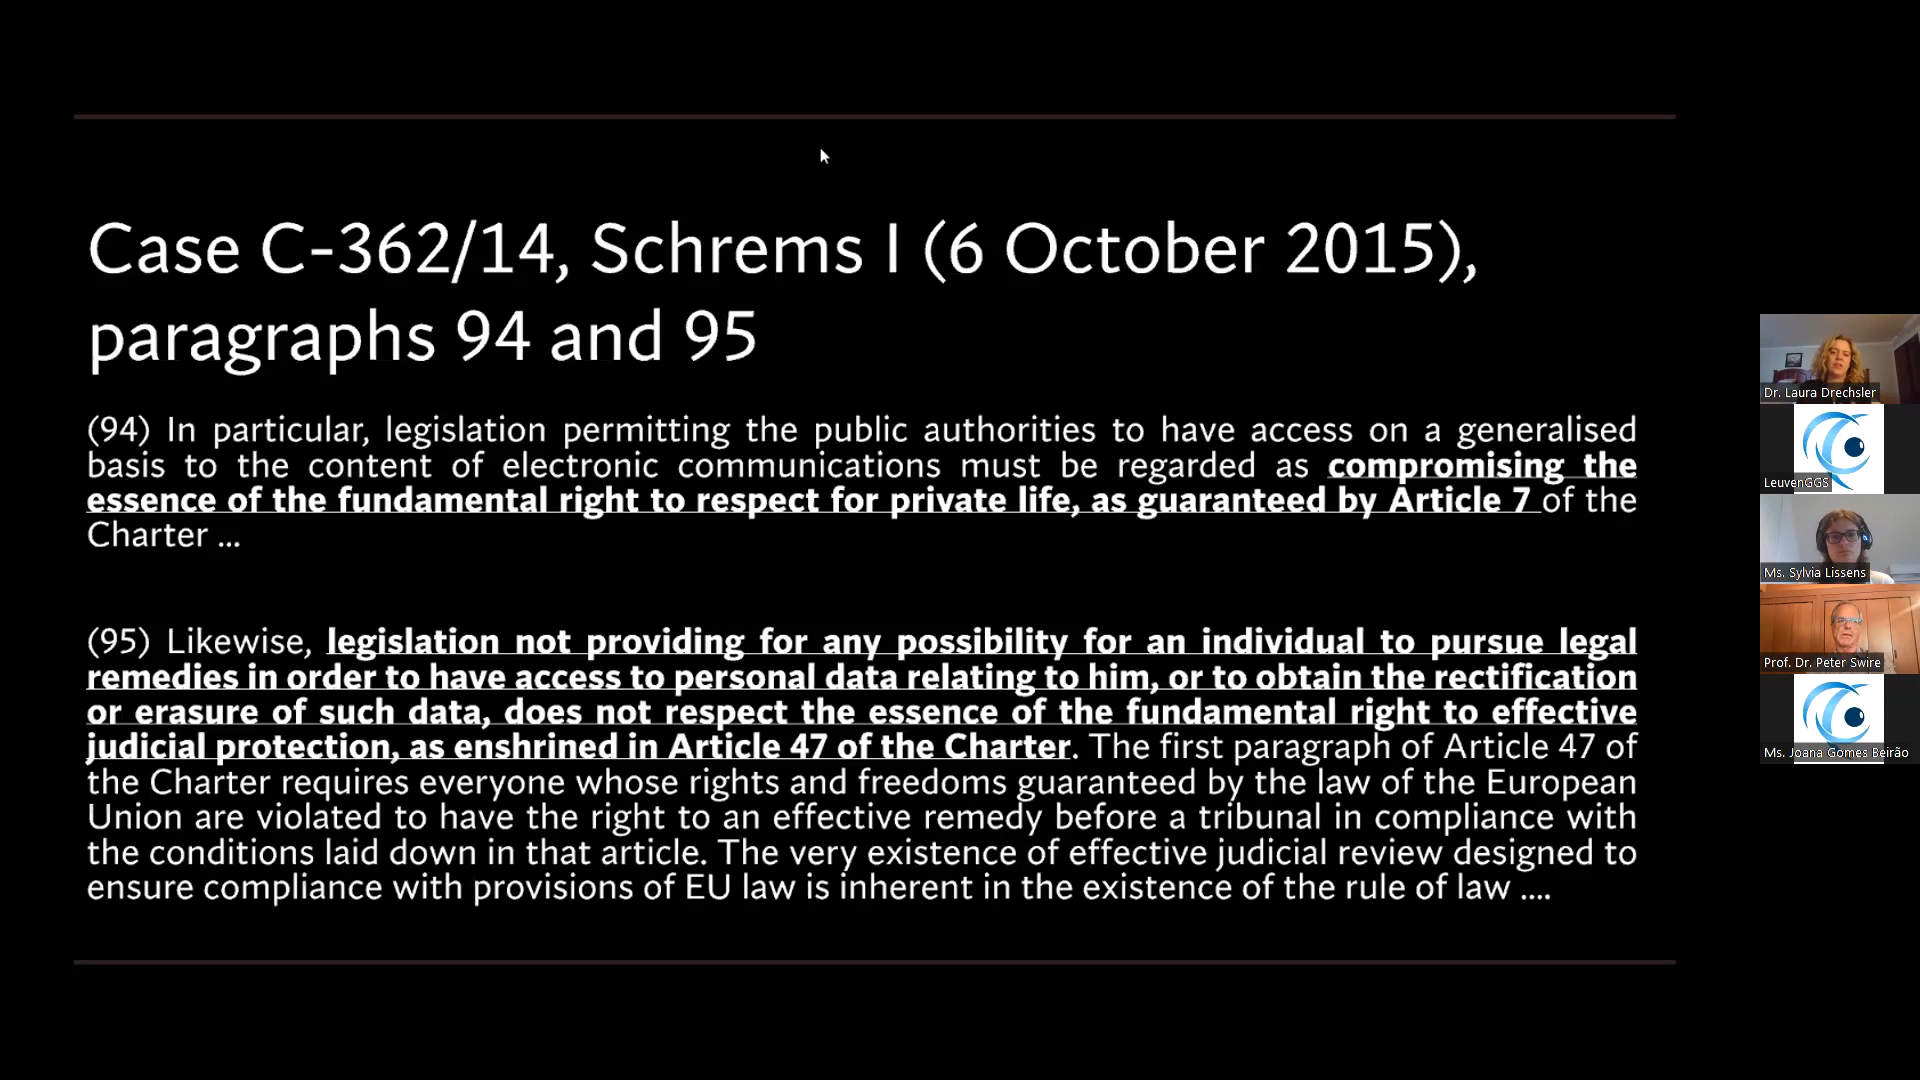 Case C-362/14, Schrems I (6 October 2015),
paragraphs 94 and 95
(94) In particular, legislation permitting the public authorities to have access on a generalised
basis to the content of electronic communications must be regarded as compromising the
essence of the fundamental right to respect for private life, as guaranteed by Article 7 of the
Charter ...
(95) Likewise, legislation not providing for any possibility for an individual to pursue legal
remedies in order to have access to personal data relating to him, or to obtain the rectification
or erasure of such data, does not respect the essence of the fundamental right to effective
judicial protection, as enshrined in Article 47 of the Charter. The first paragraph of Article 47 of
the Charter requires everyone whose rights and freedoms guaranteed by the law of the European
Union are violated to have the right to an effective remedy before a tribunal in compliance with
the conditions laid down in that article. The very existence of effective judicial review designed to
ensure compliance with provisions of EU law is inherent in the existence of the rule of law ....
Dr. Laura Drechsler
LeuvenGGS
Ms. Sylvia Lissens
Prof. Dr. Peter Swire
Ms. Joana Gomes Beirão